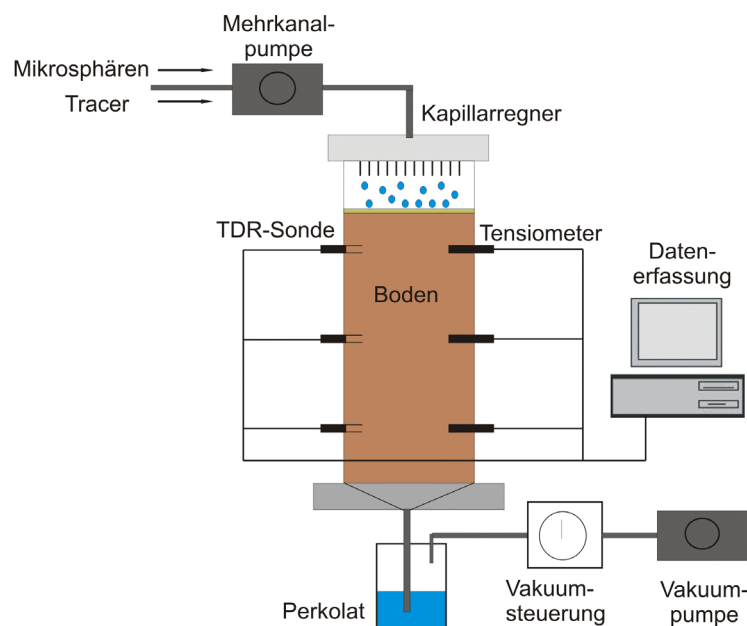 Mehrkanal-
pumpe
Mikrosphären
Tracer
Kapillarregner
TDR-Sonde
Tensiometer
Daten-
erfassung
Boden
Perkolat
Vakuum-
steuerung
Vakuum-
pumpe